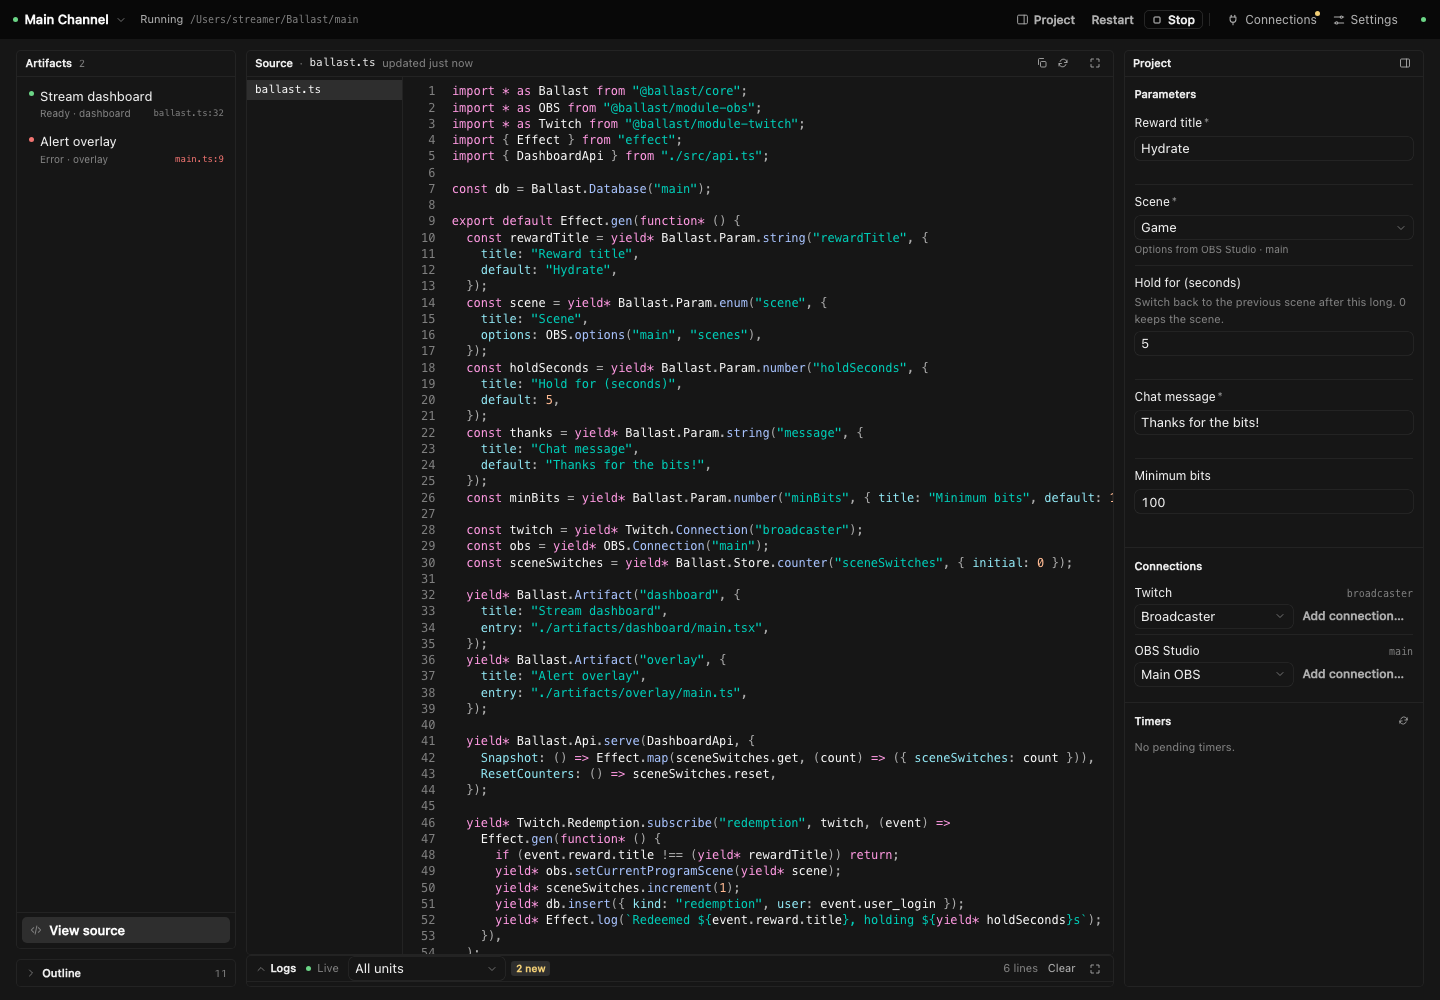 Main Channel
Running /Users/streamer/Ballast/main
Project
Restart
Stop
Connections
Settings
Artifacts 2
Stream dashboard
Ready · dashboard ballast.ts:32
Alert overlay
Error · overlay main.ts:9
View source
Outline 11
Source · ballast.ts updated just now
ballast.ts
1 import * as Ballast from "@ballast/core";
2 import * as OBS from "@ballast/module-obs";
3 import * as Twitch from "@ballast/module-twitch";
4 import { Effect } from "effect";
5 import { DashboardApi } from "./src/api.ts";
6
7 const db = Ballast.Database("main");
8
9 export default Effect.gen(function* () {
10 const rewardTitle = yield* Ballast.Param.string("rewardTitle", {
11 title: "Reward title",
12 default: "Hydrate",
13 });
14 const scene = yield* Ballast.Param.enum("scene", {
15 title: "Scene",
16 options: OBS.options("main", "scenes"),
17 });
18 const holdSeconds = yield* Ballast.Param.number("holdSeconds", {
19 title: "Hold for (seconds)",
20 default: 5,
21 });
22 const thanks = yield* Ballast.Param.string("message", {
23 title: "Chat message",
24 default: "Thanks for the bits!",
25 });
26 const minBits = yield* Ballast.Param.number("minBits", { title: "Minimum bits", default: 1
27
28 const twitch = yield* Twitch.Connection("broadcaster");
29 const obs = yield* OBS.Connection("main");
30 const sceneSwitches = yield* Ballast.Store.counter("sceneSwitches", { initial: 0 });
31
32 yield* Ballast.Artifact("dashboard", {
33 title: "Stream dashboard",
34 entry: "./artifacts/dashboard/main.tsx",
35 });
36 yield* Ballast.Artifact("overlay", {
37 title: "Alert overlay",
38 entry: "./artifacts/overlay/main.ts",
39 });
40
41 yield* Ballast.Api.serve(DashboardApi, {
42 Snapshot: () => Effect.map(sceneSwitches.get, (count) => ({ sceneSwitches: count })),
43 ResetCounters: () => sceneSwitches.reset,
44 });
45
46 yield* Twitch.Redemption.subscribe("redemption", twitch, (event) =>
47 Effect.gen(function* () {
48 if (event.reward.title !== (yield* rewardTitle)) return;
49 yield* obs.setCurrentProgramScene(yield* scene);
50 yield* sceneSwitches.increment(1);
51 yield* db.insert({ kind: "redemption", user: event.user_login });
52 yield* Effect.log(`Redeemed ${event.reward.title}, holding ${yield* holdSeconds}s`);
53 }),
54 );
Logs
Live
All units
2 new
6 lines
Clear
Project
Parameters
Reward title *
Hydrate
Scene *
Game
Options from OBS Studio · main
Hold for (seconds)
Switch back to the previous scene after this long. 0
keeps the scene.
5
Chat message *
Thanks for the bits!
Minimum bits
100
Connections
Twitch broadcaster
Broadcaster Add connection...
OBS Studio main
Main OBS Add connection...
Timers
No pending timers.